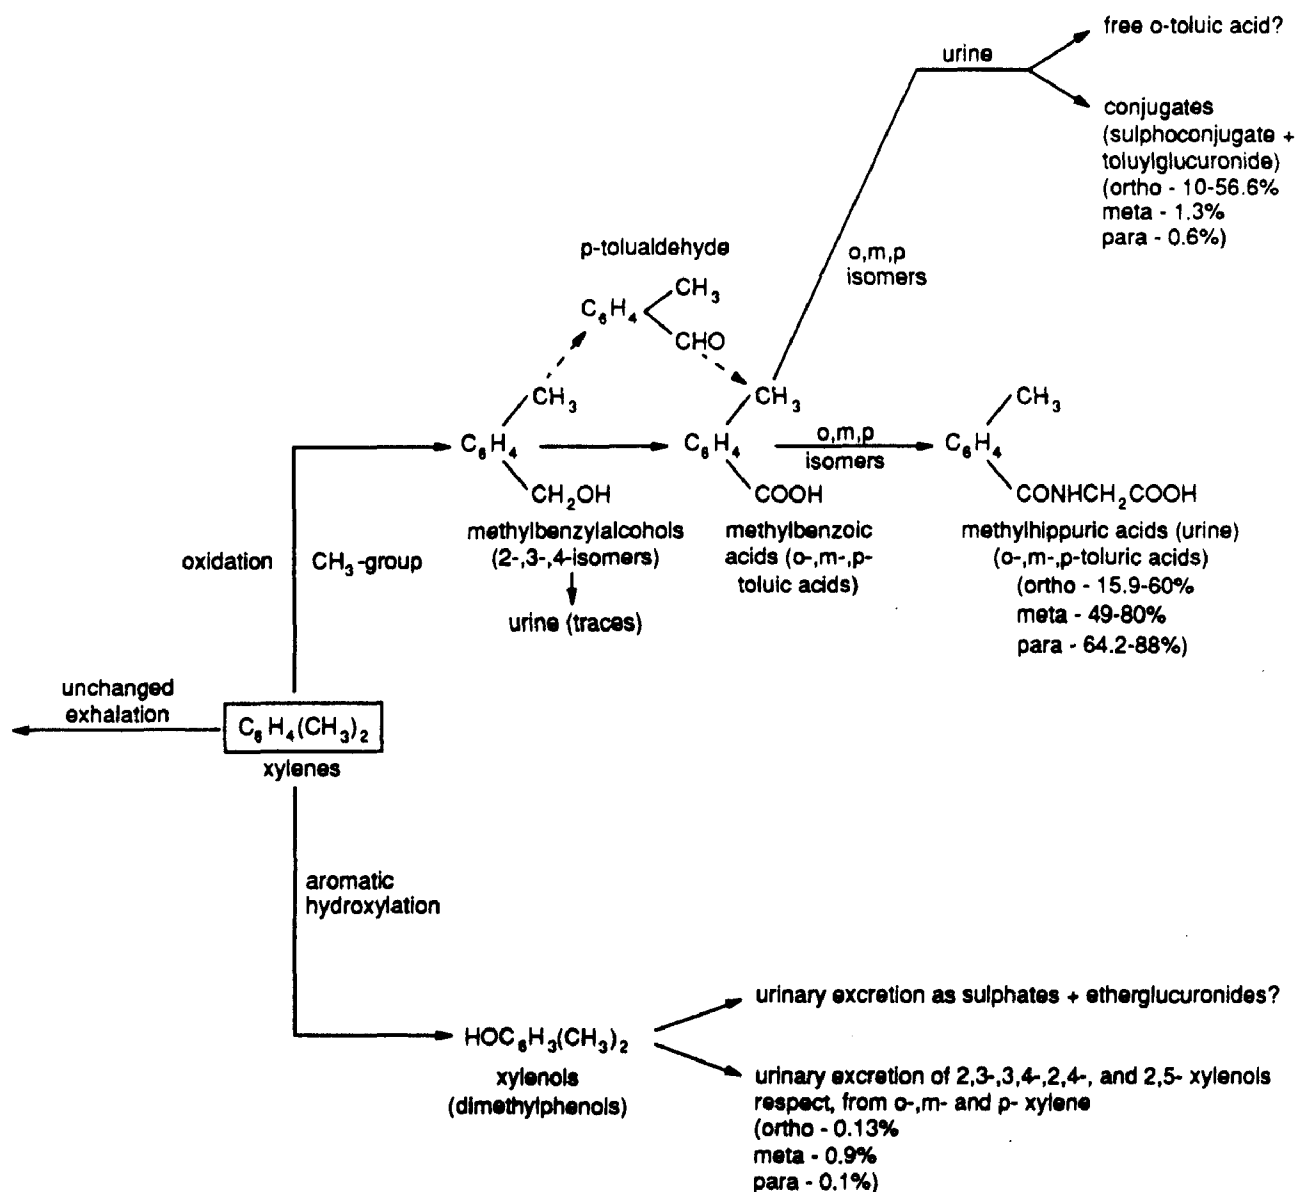 free o-toluic acid?
urine
conjugates
(sulphoconjugate +
toluylglucuronide)
(ortho - 10-56.6%
meta - 1.3%
para - 0.6%)
p-tolualdehyde
o,m,p
isomers
CH₃
C₆H₄
CHO
CH₃
C₆H₄
CH₂OH
methylbenzylalcohols
(2-,3-,4-isomers)
urine (traces)
CH₃
C₆H₄
COOH
methylbenzoic
acids (o-,m-,p-
toluic acids)
o,m,p
isomers
CH₃
C₆H₄
CONHCH₂COOH
methylhippuric acids (urine)
(o-,m-,p-toluric acids)
(ortho - 15.9-60%
meta - 49-80%
para - 64.2-88%)
oxidation
CH₃-group
unchanged
exhalation
C₆H₄(CH₃)₂
xylenes
aromatic
hydroxylation
HOC₆H₃(CH₃)₂
xylenols
(dimethylphenols)
urinary excretion as sulphates + etherglucuronides?
urinary excretion of 2,3-,3,4-,2,4-, and 2,5- xylenols
respect, from o-,m- and p- xylene
(ortho - 0.13%
meta - 0.9%
para - 0.1%)